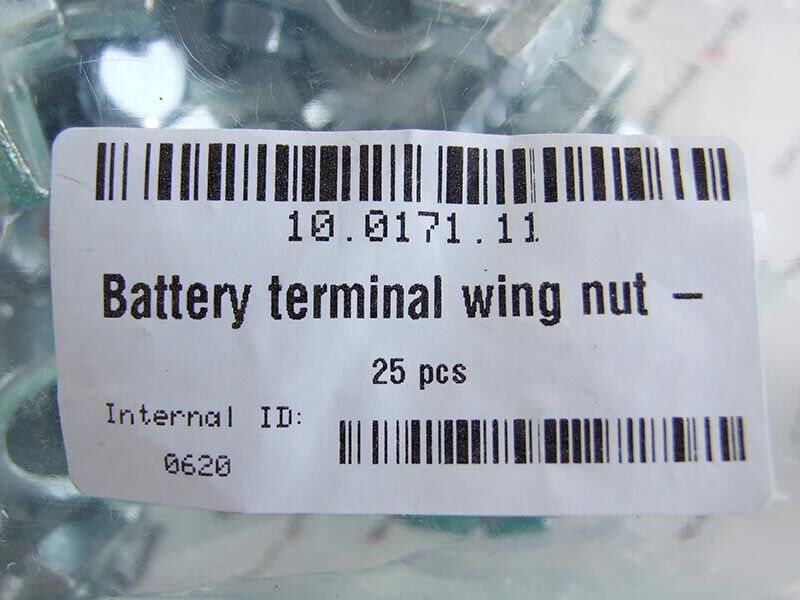 10.0171.11
Battery terminal wing nut –
25 pcs
Internal ID:
0620